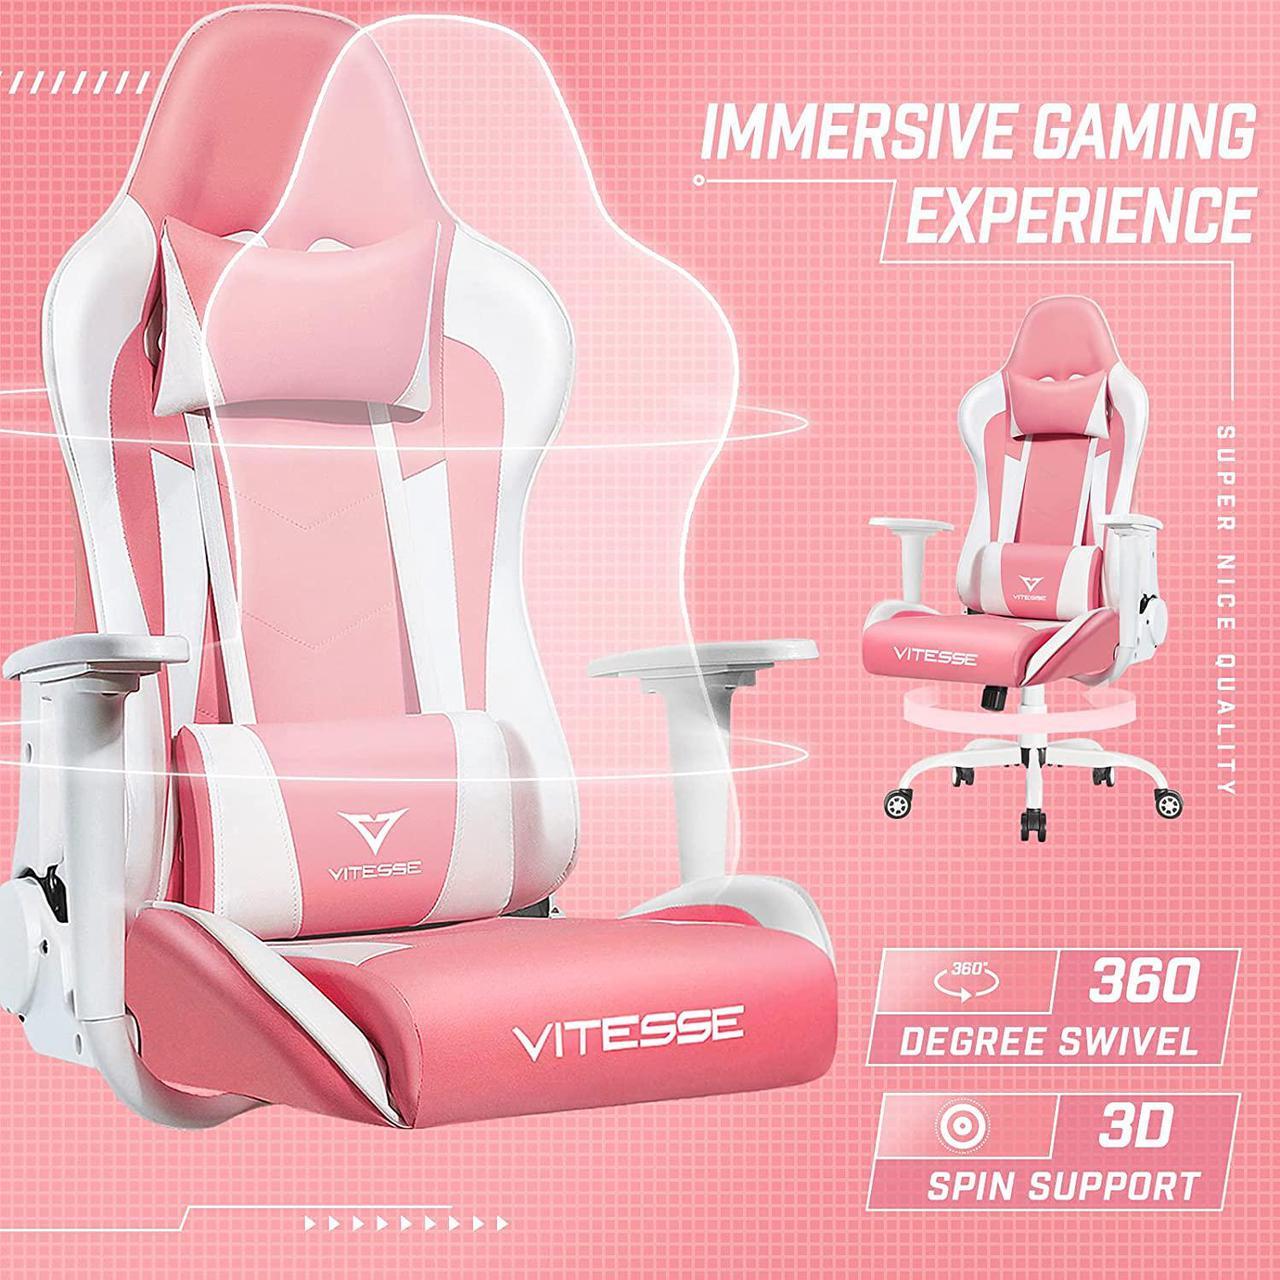 IMMERSIVE GAMING
EXPERIENCE
SUPER NICE QUALITY
VITESSE
VITESSE
VITESSE
VITESSE
360°
360
DEGREE SWIVEL
3D
SPIN SUPPORT